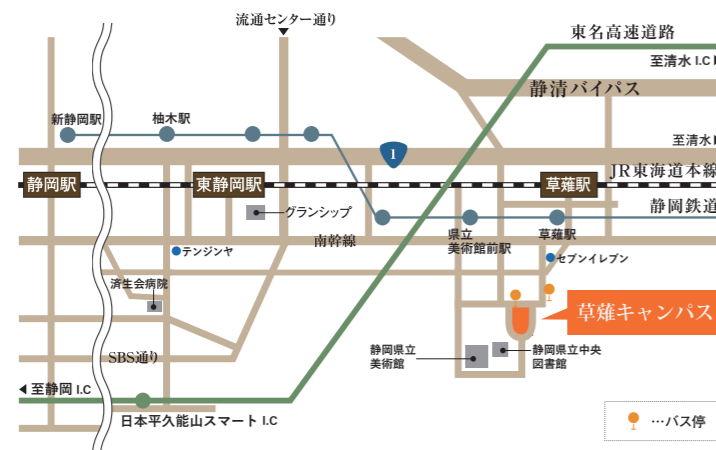 流通センター通り
東名高速道路
至清水 I.C
静清バイパス
新静岡駅
柚木駅
至清水
1
JR東海道本線
静岡駅
東静岡駅
草薙駅
静岡鉄道
グランシップ
南幹線
県立
美術館前駅
草薙駅
テンジンヤ
セブンイレブン
済生会病院
草薙キャンパス
SBS通り
静岡県立
美術館
静岡県立中央
図書館
至静岡 I.C
日本平久能山スマート I.C
…バス停